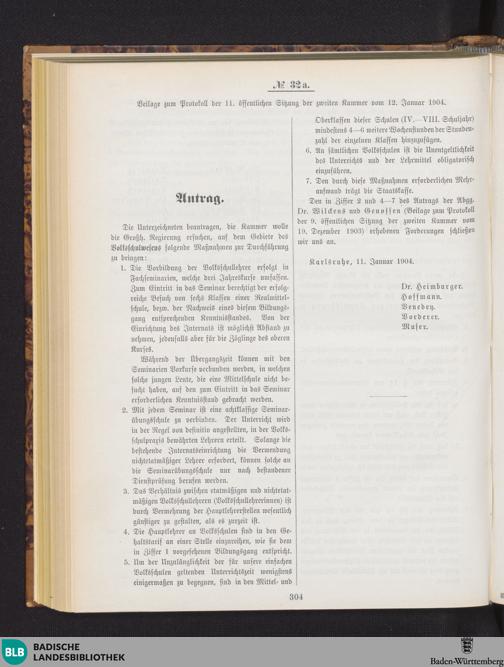 № 32a.
Beilage zum Protokoll der 11. öffentlichen Sitzung der zweiten Kammer vom 12. Januar 1904.
Antrag.
Die Unterzeichneten beantragen, die Kammer wolle
die Großh. Regierung ersuchen, auf dem Gebiete des
Volksschulwesens folgende Maßnahmen zur Durchführung
zu bringen:
1. Die Vorbildung der Volksschullehrer erfolgt in
Fachseminarien, welche drei Jahreskurse umfassen.
Zum Eintritt in das Seminar berechtigt der erfolg-
reiche Besuch von sechs Klassen einer Realmittel-
schule, bezw. der Nachweis eines diesem Bildungs-
gang entsprechenden Kenntnisstandes. Von der
Einrichtung des Internats ist möglichst Abstand zu
nehmen, jedenfalls aber für die Zöglinge des oberen
Kurses.
Während der Übergangszeit können mit den
Seminarien Vorkurse verbunden werden, in welchen
solche jungen Leute, die eine Mittelschule nicht be-
sucht haben, auf den zum Eintritt in das Seminar
erforderlichen Kenntnisstand gebracht werden.
2. Mit jedem Seminar ist eine achtklassige Seminar-
übungsschule zu verbinden. Der Unterricht wird
in der Regel von definitiv angestellten, in der Volks-
schulpraxis bewährten Lehrern erteilt. Solange die
bestehende Internatseinrichtung die Verwendung
nichtetatmäßiger Lehrer erfordert, können solche an
die Seminarübungsschule nur nach bestandener
Dienstprüfung berufen werden.
3. Das Verhältnis zwischen etatmäßigen und nichtetat-
mäßigen Volksschullehrern (Volksschullehrerinnen) ist
durch Vermehrung der Hauptlehrerstellen wesentlich
günstiger zu gestalten, als es zurzeit ist.
4. Die Hauptlehrer an Volksschulen sind in den Ge-
haltstarif an einer Stelle einzureihen, wie sie dem
in Ziffer 1 vorgesehenen Bildungsgang entspricht.
5. Um der Unzulänglichkeit der für unsere einfachen
Volksschulen geltenden Unterrichtszeit wenigstens
einigermaßen zu begegnen, sind in den Mittel- und
Oberklassen dieser Schulen (IV.—VIII. Schuljahr)
mindestens 4—6 weitere Wochenstunden der Stunden-
zahl der einzelnen Klassen hinzuzufügen.
6. An sämtlichen Volksschulen ist die Unentgeltlichkeit
des Unterrichts und der Lehrmittel obligatorisch
einzuführen.
7. Den durch diese Maßnahmen erforderlichen Mehr-
aufwand trägt die Staatskasse.
Den in Ziffer 2 und 4—7 des Antrags der Abgg.
Dr. Wilckens und Genossen (Beilage zum Protokoll
der 9. öffentlichen Sitzung der zweiten Kammer vom
19. Dezember 1903) erhobenen Forderungen schließen
wir uns an.
Karlsruhe, 11. Januar 1904.
Dr. Heimburger.
Hoffmann.
Venedey.
Vorderer.
Muser.
304
BLB BADISCHE
LANDESBIBLIOTHEK
Baden-Württemberg